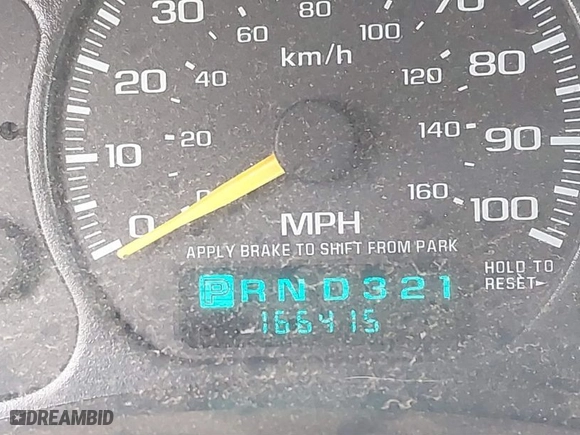 30 70
60 80 100
km/h
20 40 120 80
20 140
10 90
0 0 160 100
MPH
APPLY BRAKE TO SHIFT FROM PARK
HOLD TO
RESET
PRND321
166415
DREAMBID